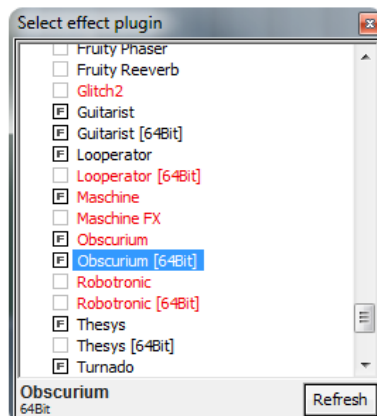 Select effect plugin
Fruity Phaser
Fruity Reeverb
Glitch2
F Guitarist
F Guitarist [64Bit]
F Looperator
Looperator [64Bit]
F Maschine
Maschine FX
F Obscurium
F Obscurium [64Bit]
Robotronic
Robotronic [64Bit]
F Thesys
Thesys [64Bit]
F Turnado
Obscurium
64Bit
Refresh